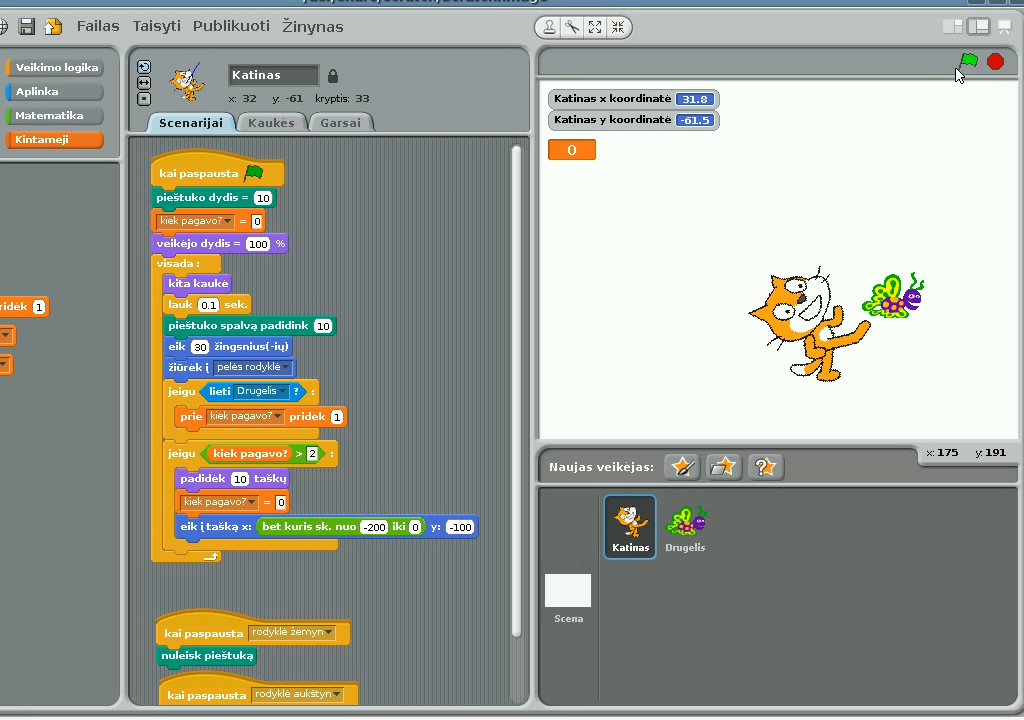 Failas Taisyti Publikuoti Žinynas
Veikimo logika
Aplinka
Matematika
Kintamieji
ridėk 1
Katinas
x: 32 y: -61 kryptis: 33
Scenarijai Kaukės Garsai
kai paspausta
pieštuko dydis = 10
kiek pagavo? = 0
veikėjo dydis = 100 %
visada :
kita kaukė
lauk 0.1 sek.
pieštuko spalvą padidink 10
eik 30 žingsnius(-ių)
žiūrėk į pelės rodyklė
jeigu lieti Drugelis ? :
prie kiek pagavo? pridėk 1
jeigu kiek pagavo? > 2 :
padidėk 10 taškų
kiek pagavo? = 0
eik į tašką x: bet kuris sk. nuo -200 iki 0 y: -100
kai paspausta rodyklė žemyn
nuleisk pieštuką
kai paspausta rodyklė aukštyn
Katinas x koordinatė 31.8
Katinas y koordinatė -61.5
0
x: 175 y: 191
Naujas veikėjas:
Katinas Drugelis
Scena